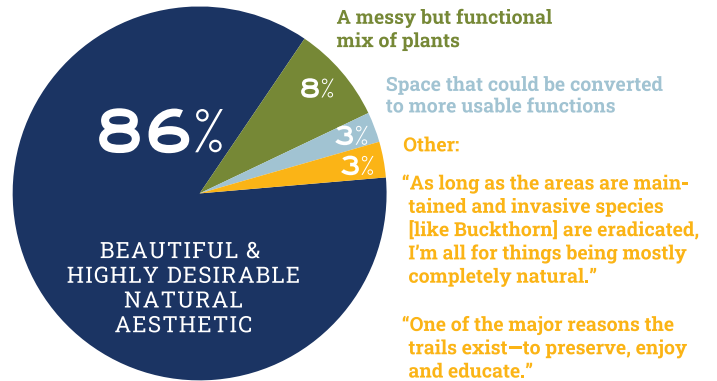 A messy but functional
mix of plants
8%
Space that could be converted
to more usable functions
86%
3%
Other:
3%
“As long as the areas are main-
tained and invasive species
[like Buckthorn] are eradicated,
I’m all for things being mostly
completely natural.”
BEAUTIFUL &
HIGHLY DESIRABLE
NATURAL
AESTHETIC
“One of the major reasons the
trails exist—to preserve, enjoy
and educate.”